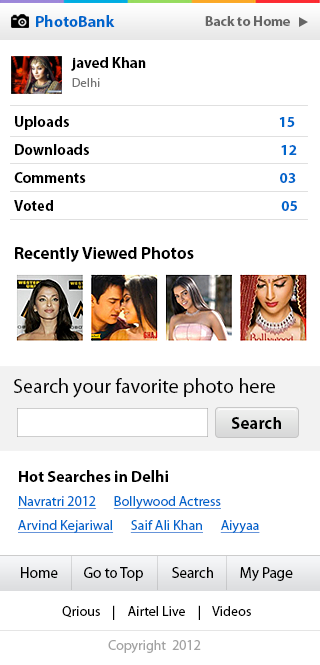 PhotoBank Back to Home
Javed Khan
Delhi
Uploads 15
Downloads 12
Comments 03
Voted 05
Recently Viewed Photos
Search your favorite photo here
Search
Hot Searches in Delhi
Navratri 2012 Bollywood Actress
Arvind Kejariwal Saif Ali Khan Aiyyaa
Home Go to Top Search My Page
Qrious | Airtel Live | Videos
Copyright 2012